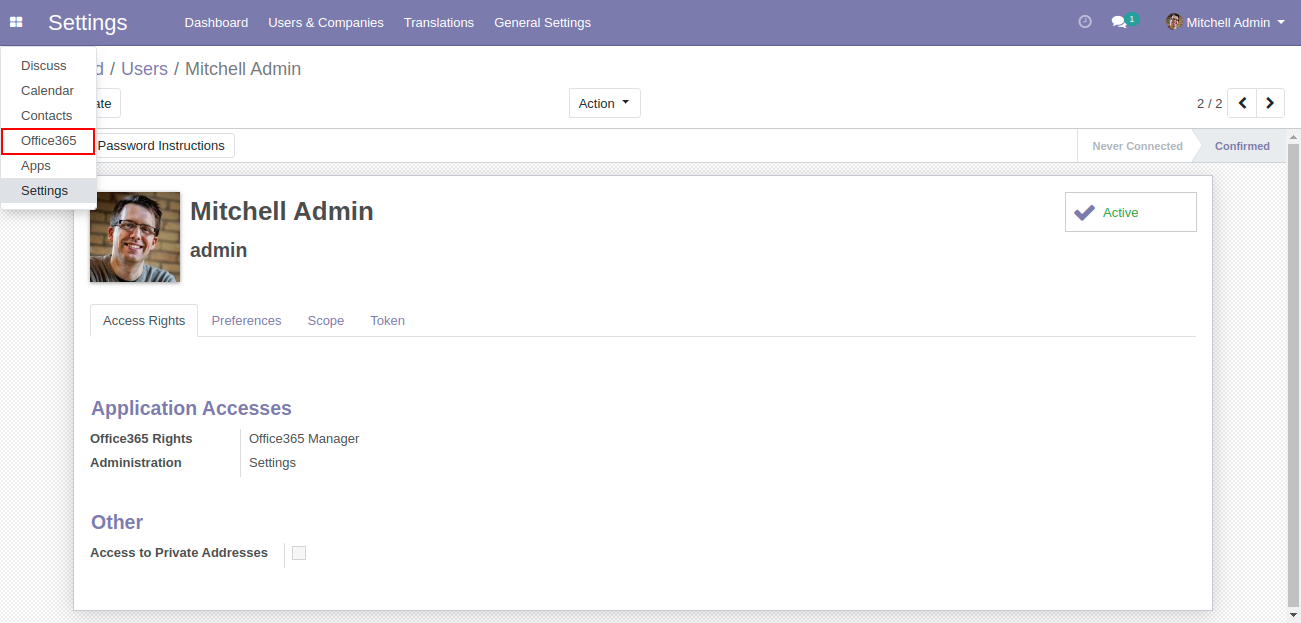 Settings Dashboard Users & Companies Translations General Settings 1 Mitchell Admin
Discuss
Calendar
Contacts
Office365
Apps
Settings
d / Users / Mitchell Admin
ate Action 2 / 2
Password Instructions Never Connected Confirmed
Mitchell Admin
admin
Active
Access Rights Preferences Scope Token
Application Accesses
Office365 Rights Office365 Manager
Administration Settings
Other
Access to Private Addresses